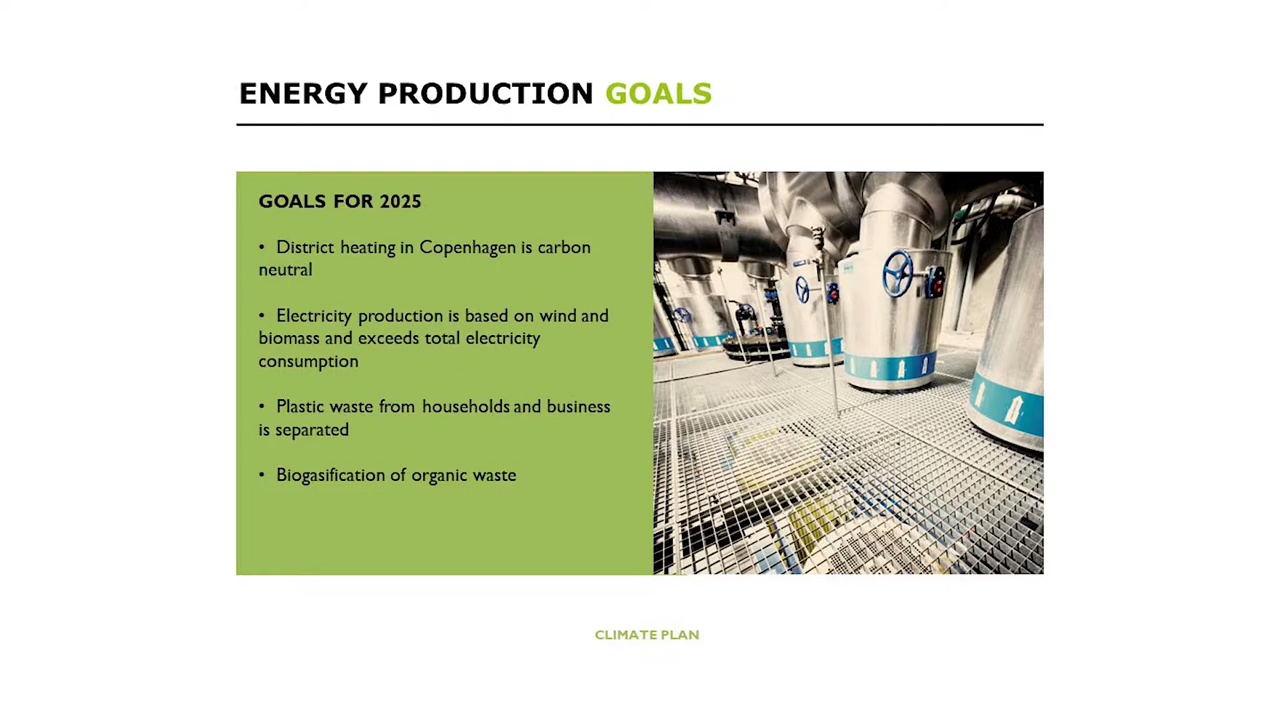 ENERGY PRODUCTION GOALS
GOALS FOR 2025
• District heating in Copenhagen is carbon
neutral
• Electricity production is based on wind and
biomass and exceeds total electricity
consumption
• Plastic waste from households and business
is separated
• Biogasification of organic waste
CLIMATE PLAN